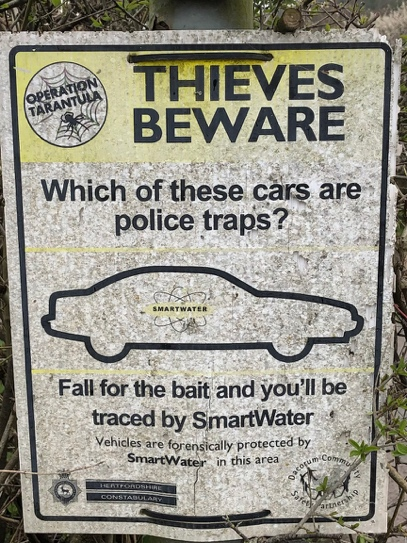 OPERATION
TARANTULA
THIEVES
BEWARE
Which of these cars are
police traps?
SMARTWATER
Fall for the bait and you'll be
traced by SmartWater
Vehicles are forensically protected by
SmartWater in this area
HERTFORDSHIRE
CONSTABULARY
Dacorum Community
Safety Partnership